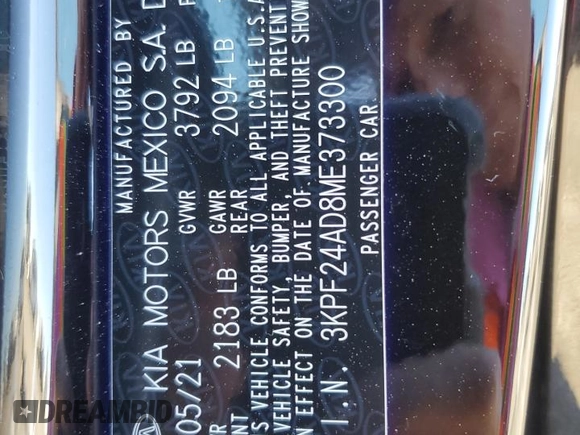 MANUFACTURED BY
KIA MOTORS MEXICO S.A. D
05/21 GVWR 3792 LB
GAWR
NT 2183 LB REAR 2094 LB
S VEHICLE CONFORMS TO ALL APPLICABLE U.S.A
VEHICLE SAFETY, BUMPER, AND THEFT PREVENT
N EFFECT ON THE DATE OF MANUFACTURE SHOW
I.N. 3KPF24AD8ME373300
PASSENGER CAR.
DREAMBID